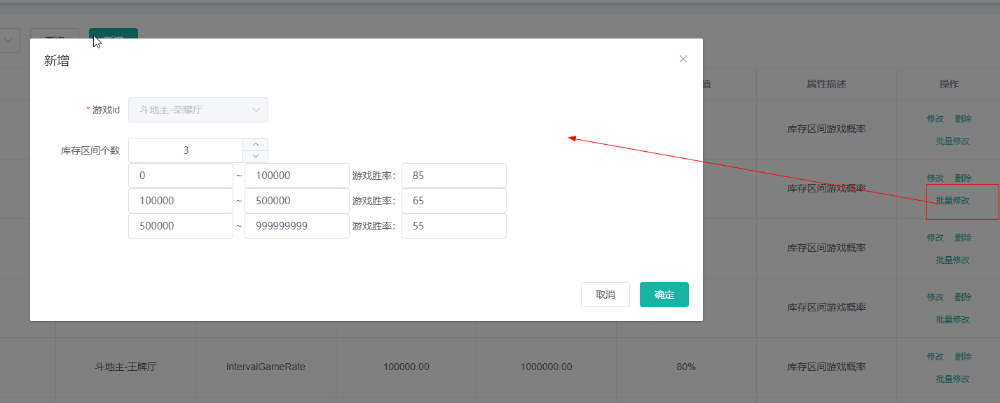 新增
游戏id 斗地主-荣耀厅
库存区间个数 3
0 ~ 100000 游戏胜率： 85
100000 ~ 500000 游戏胜率： 65
500000 ~ 999999999 游戏胜率： 55
取消 确定
值 属性描述 操作
库存区间游戏概率 修改 删除
批量修改
库存区间游戏概率 修改 删除
批量修改
库存区间游戏概率 修改 删除
批量修改
库存区间游戏概率 修改 删除
批量修改
斗地主-王牌厅 intervalGameRate 100000.00 1000000.00 80% 库存区间游戏概率 修改 删除
批量修改